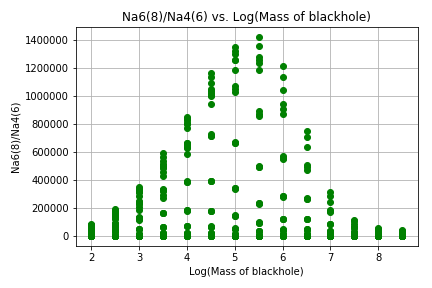 Na6(8)/Na4(6) vs. Log(Mass of blackhole)
1400000
1200000
1000000
800000
600000
400000
200000
0
Na6(8)/Na4(6)
2 3 4 5 6 7 8
Log(Mass of blackhole)